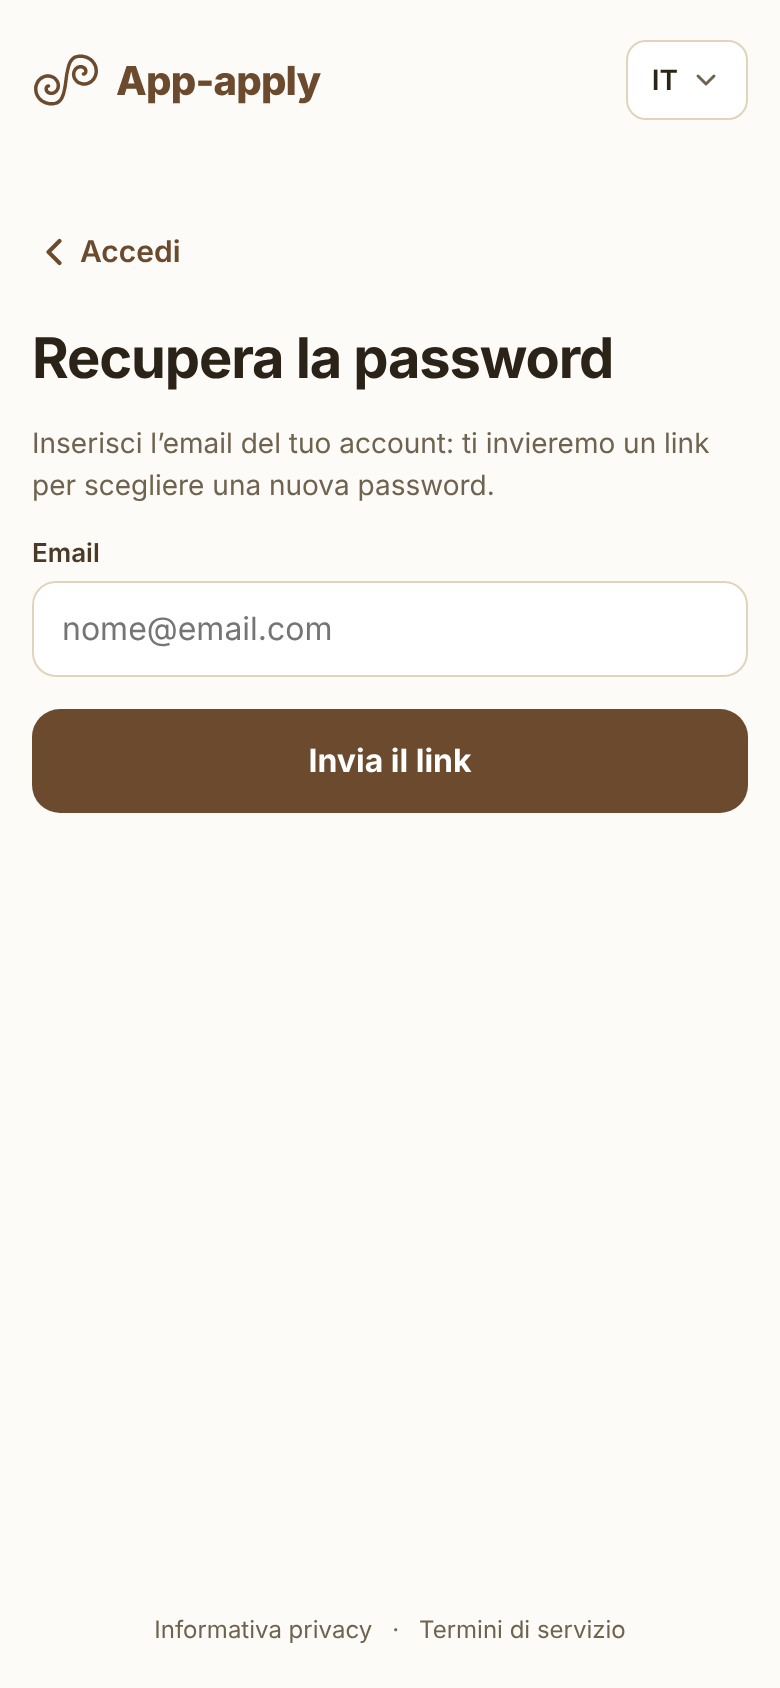 App-apply
IT
Accedi
Recupera la password
Inserisci l’email del tuo account: ti invieremo un link
per scegliere una nuova password.
Email
nome@email.com
Invia il link
Informativa privacy · Termini di servizio